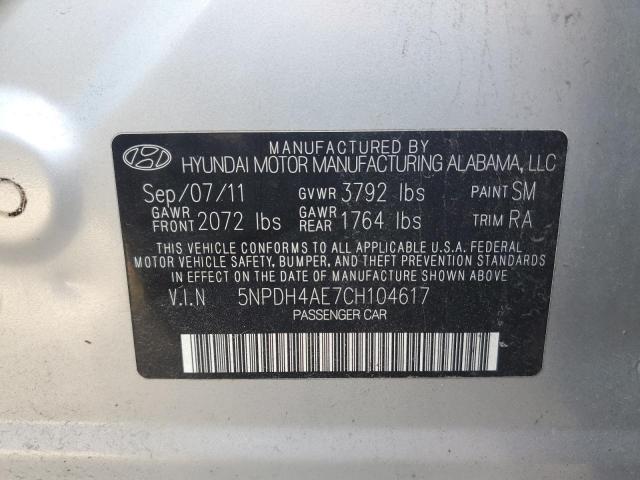 MANUFACTURED BY
HYUNDAI MOTOR MANUFACTURING ALABAMA, LLC
Sep/07/11 GVWR 3792 lbs PAINT SM
GAWR FRONT 2072 lbs GAWR REAR 1764 lbs TRIM RA
THIS VEHICLE CONFORMS TO ALL APPLICABLE U.S.A. FEDERAL
MOTOR VEHICLE SAFETY, BUMPER, AND THEFT PREVENTION STANDARDS
IN EFFECT ON THE DATE OF MANUFACTURE SHOWN ABOVE
V.I.N 5NPDH4AE7CH104617
PASSENGER CAR